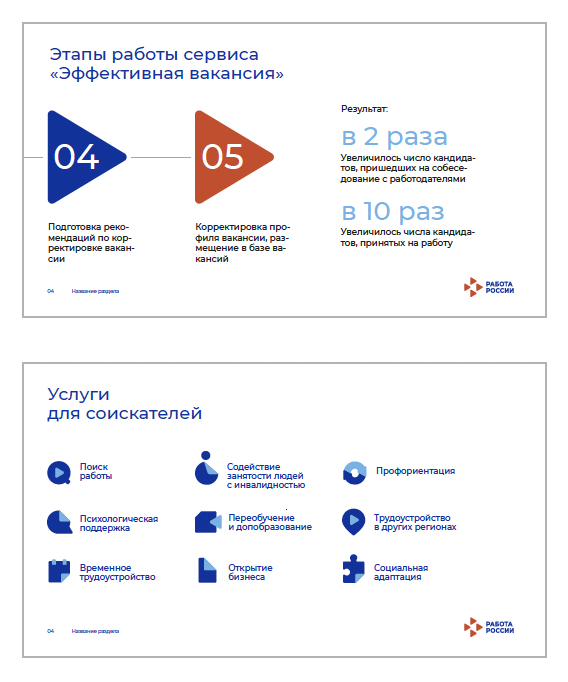 Этапы работы сервиса
«Эффективная вакансия»
04
Подготовка реко-
мендаций по кор-
ректировке вакан-
сии
05
Корректировка про-
филя вакансии, раз-
мещение в базе ва-
кансий
Результат:
в 2 раза
Увеличилось число кандида-
тов, пришедших на собесе-
дование с работодателями
в 10 раз
Увеличилось числа кандида-
тов, принятых на работу
04 Название раздела
РАБОТА
РОССИИ
Услуги
для соискателей
Поиск
работы
Содействие
занятости людей
с инвалидностью
Профориентация
Психологическая
поддержка
Переобучение
и допобразование
Трудоустройство
в других регионах
Временное
трудоустройство
Открытие
бизнеса
Социальная
адаптация
04 Название раздела
РАБОТА
РОССИИ